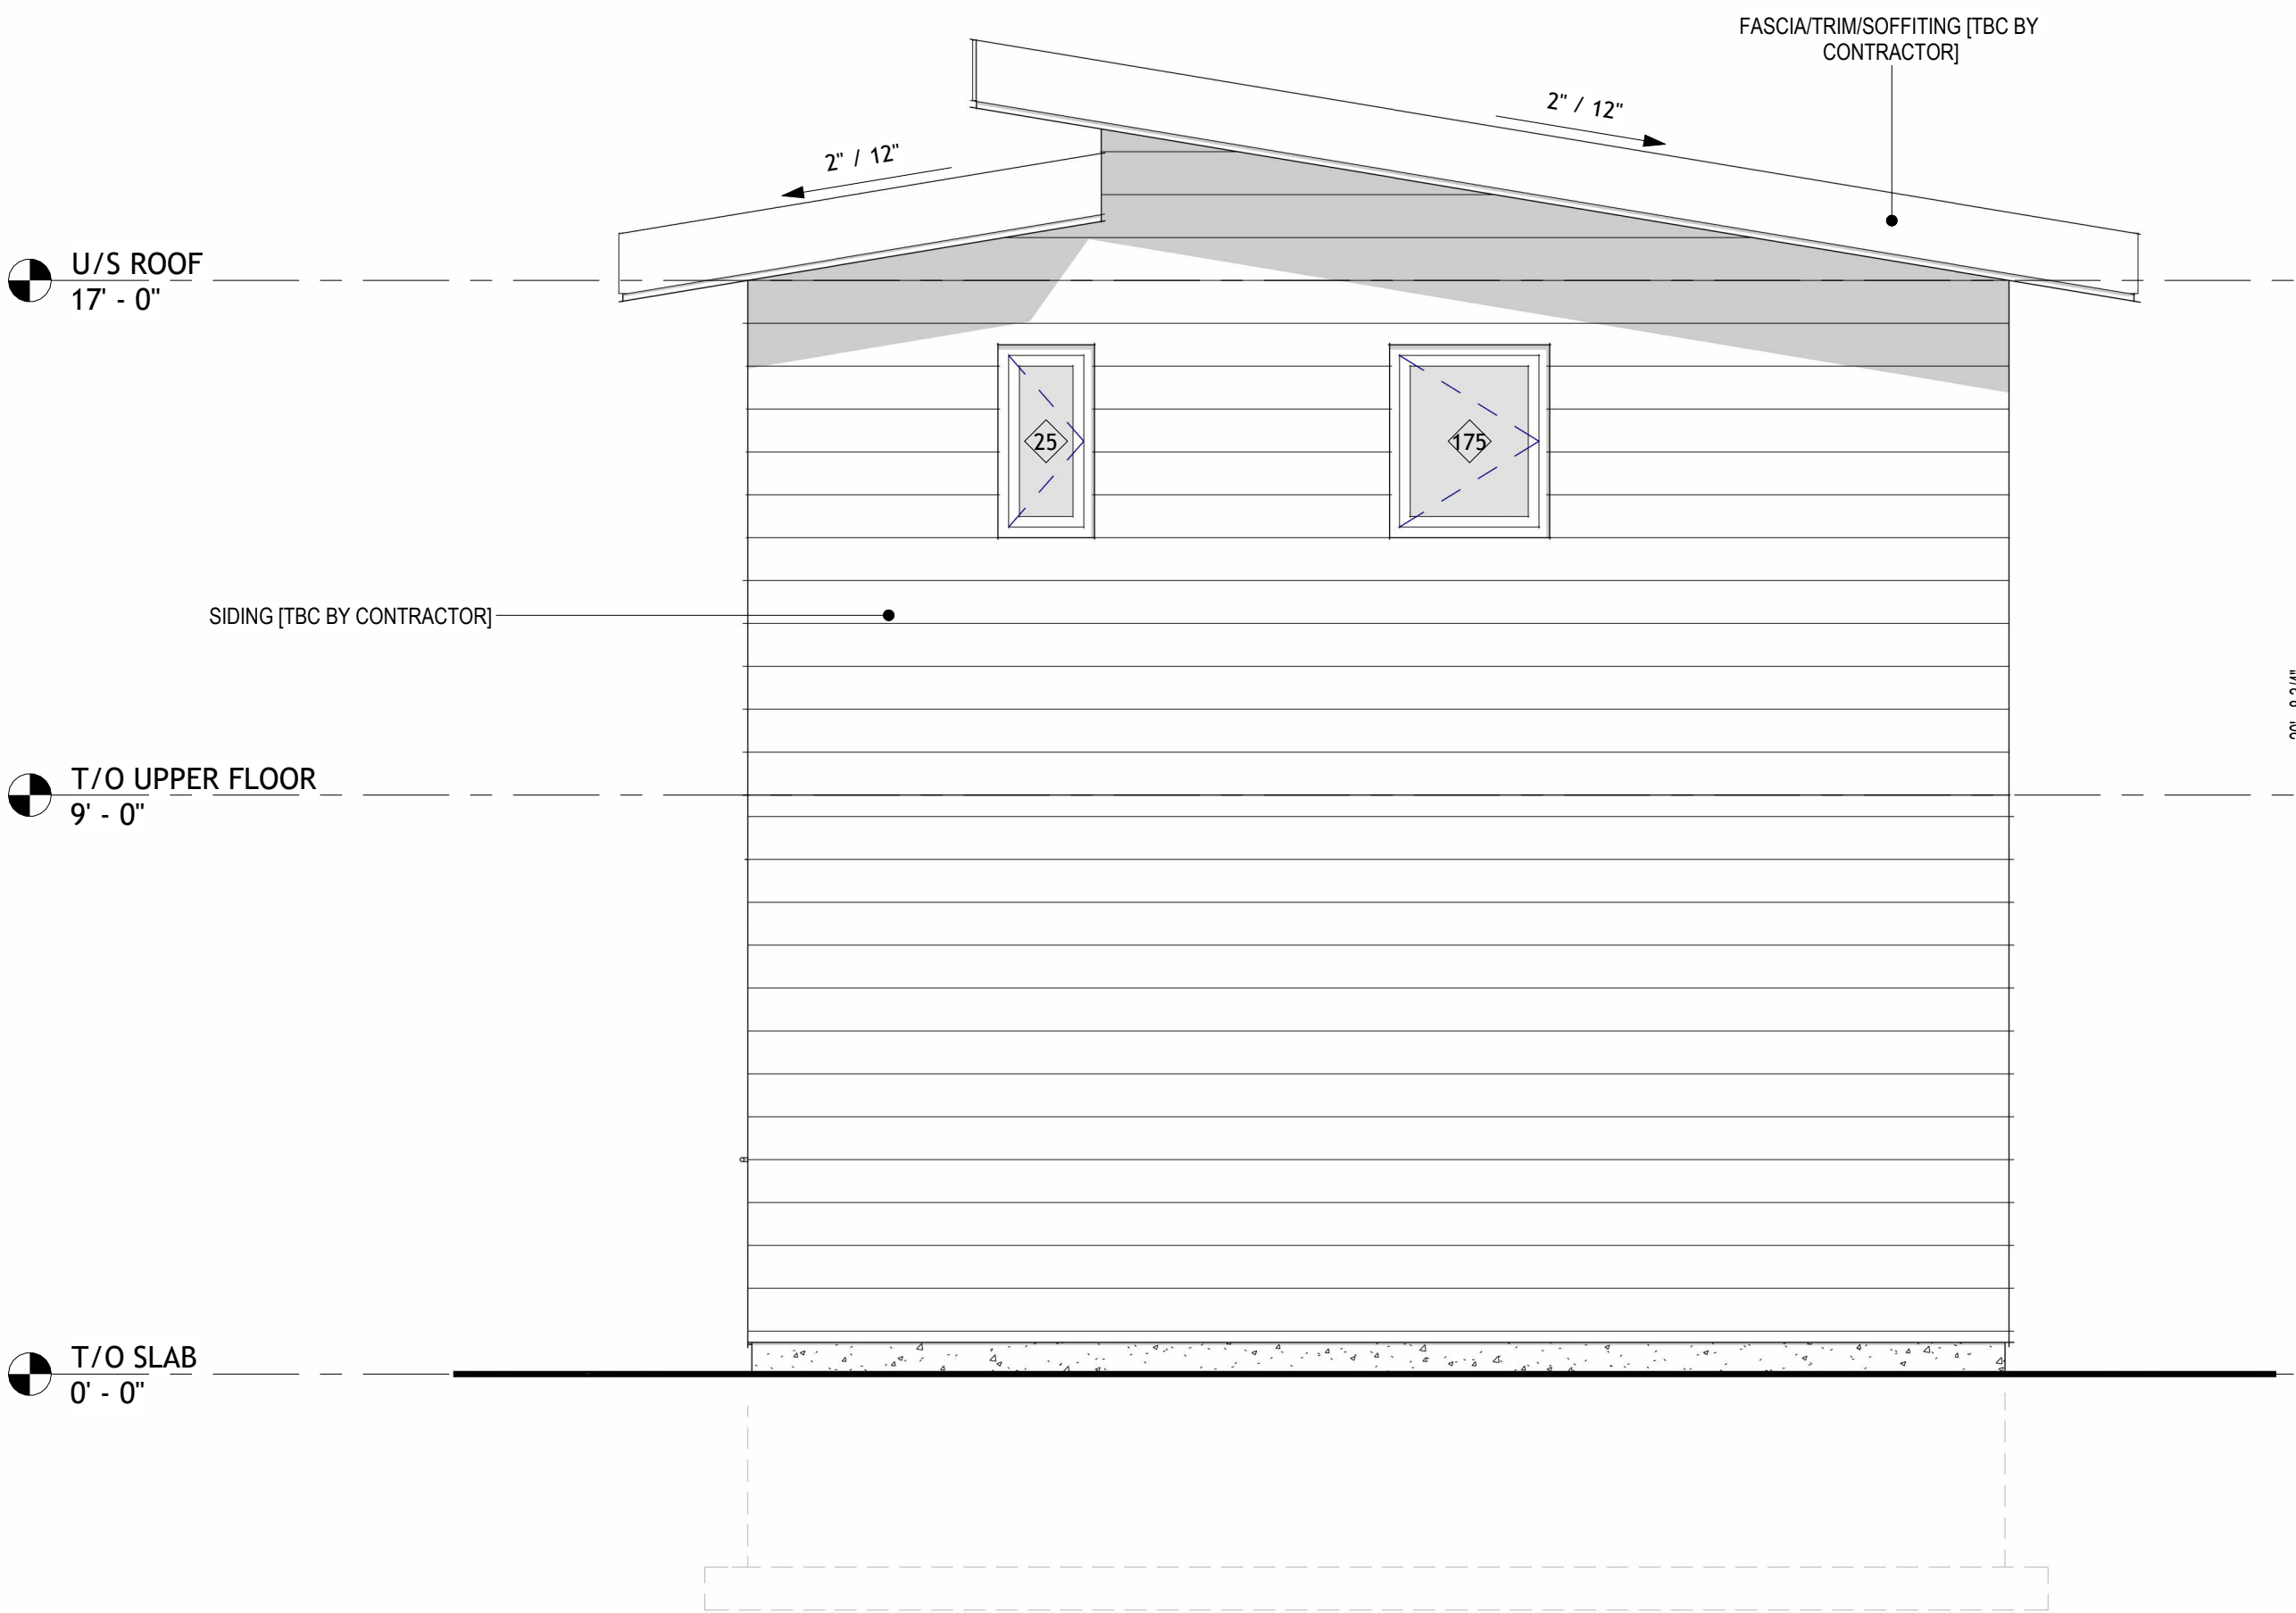 FASCIA/TRIM/SOFFITING [TBC BY
CONTRACTOR]
2" / 12"
2" / 12"
U/S ROOF
17' - 0"
25
175
SIDING [TBC BY CONTRACTOR]
T/O UPPER FLOOR
9' - 0"
T/O SLAB
0' - 0"